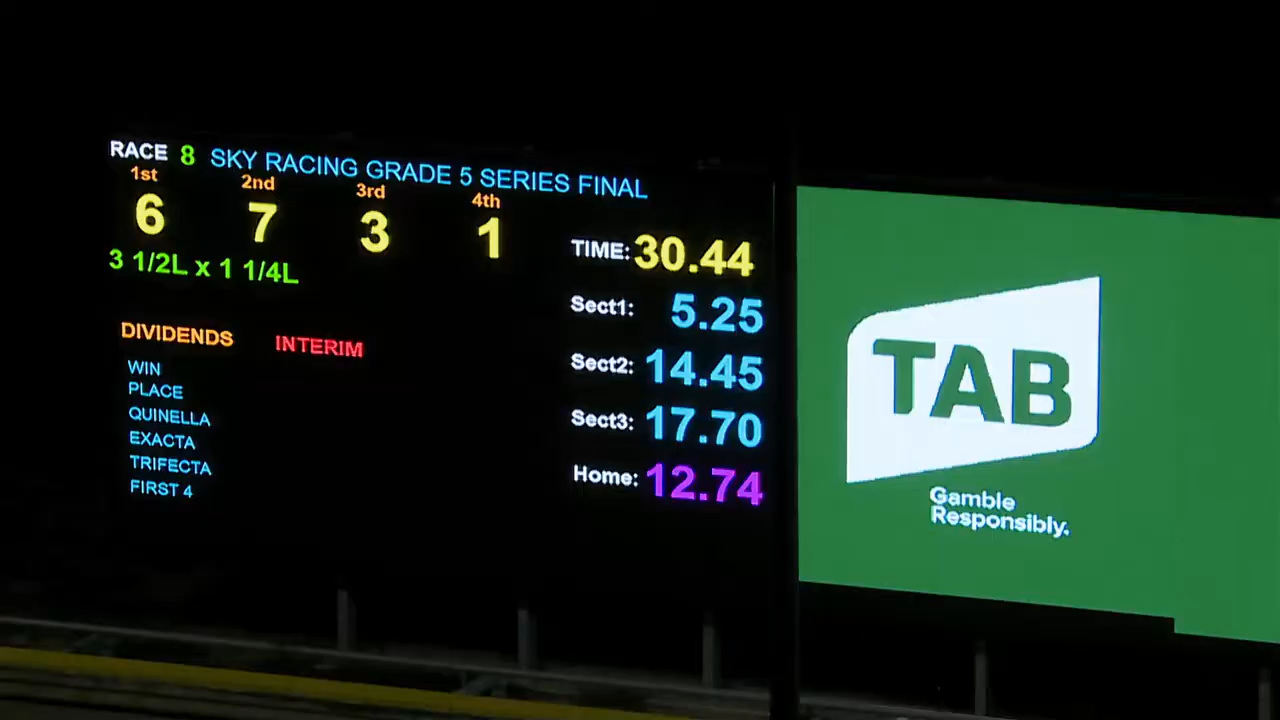 RACE 8 SKY RACING GRADE 5 SERIES FINAL
1st 2nd 3rd 4th
6 7 3 1
3 1/2L x 1 1/4L
TIME: 30.44
Sect1: 5.25
Sect2: 14.45
Sect3: 17.70
Home: 12.74
DIVIDENDS INTERIM
WIN
PLACE
QUINELLA
EXACTA
TRIFECTA
FIRST 4
TAB
Gamble
Responsibly.